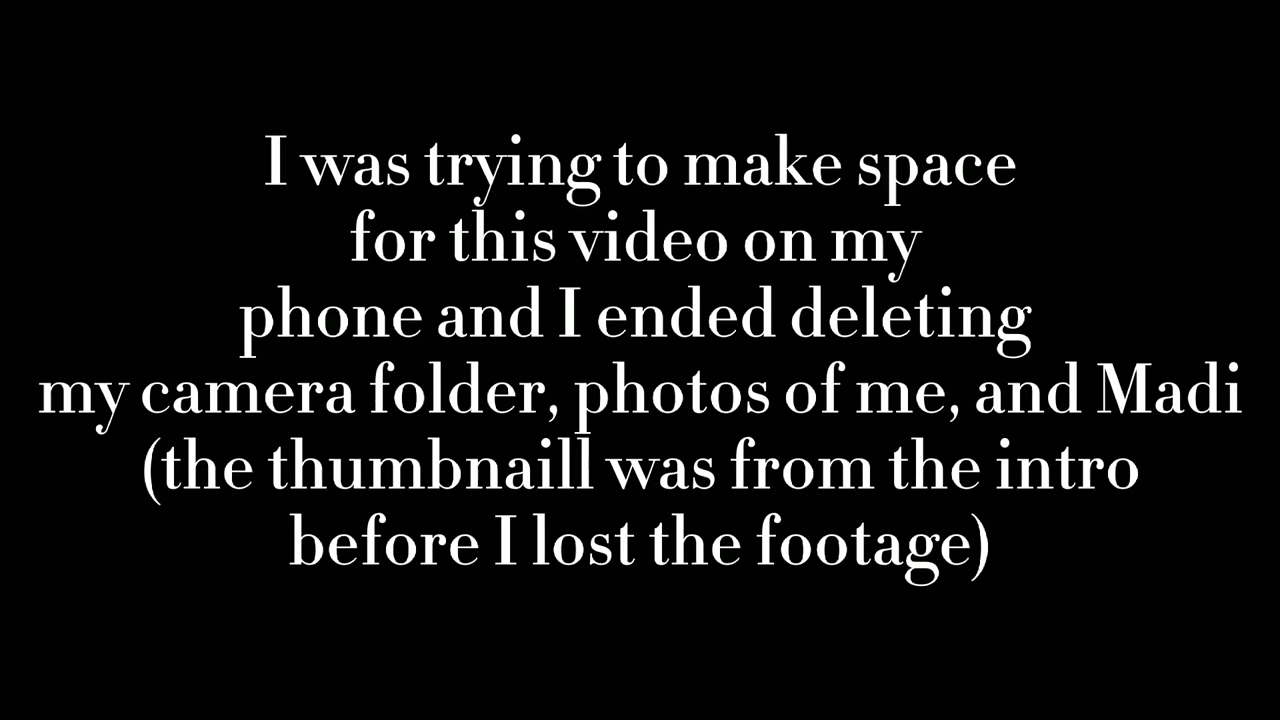 I was trying to make space
for this video on my
phone and I ended deleting
my camera folder, photos of me, and Madi
(the thumbnaill was from the intro
before I lost the footage)